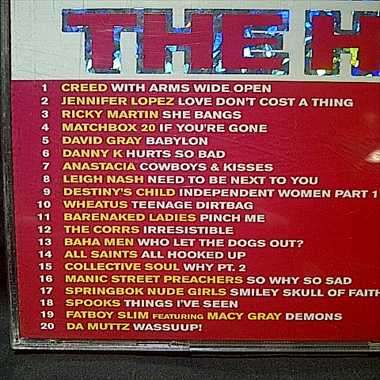 THE H
1 CREED WITH ARMS WIDE OPEN
2 JENNIFER LOPEZ LOVE DON'T COST A THING
3 RICKY MARTIN SHE BANGS
4 MATCHBOX 20 IF YOU'RE GONE
5 DAVID GRAY BABYLON
6 DANNY K HURTS SO BAD
7 ANASTACIA COWBOYS & KISSES
8 LEIGH NASH NEED TO BE NEXT TO YOU
9 DESTINY'S CHILD INDEPENDENT WOMEN PART 1
10 WHEATUS TEENAGE DIRTBAG
11 BARENAKED LADIES PINCH ME
12 THE CORRS IRRESISTIBLE
13 BAHA MEN WHO LET THE DOGS OUT?
14 ALL SAINTS ALL HOOKED UP
15 COLLECTIVE SOUL WHY PT. 2
16 MANIC STREET PREACHERS SO WHY SO SAD
17 SPRINGBOK NUDE GIRLS SMILEY SKULL OF FAITH
18 SPOOKS THINGS I'VE SEEN
19 FATBOY SLIM FEATURING MACY GRAY DEMONS
20 DA MUTTZ WASSUUP!